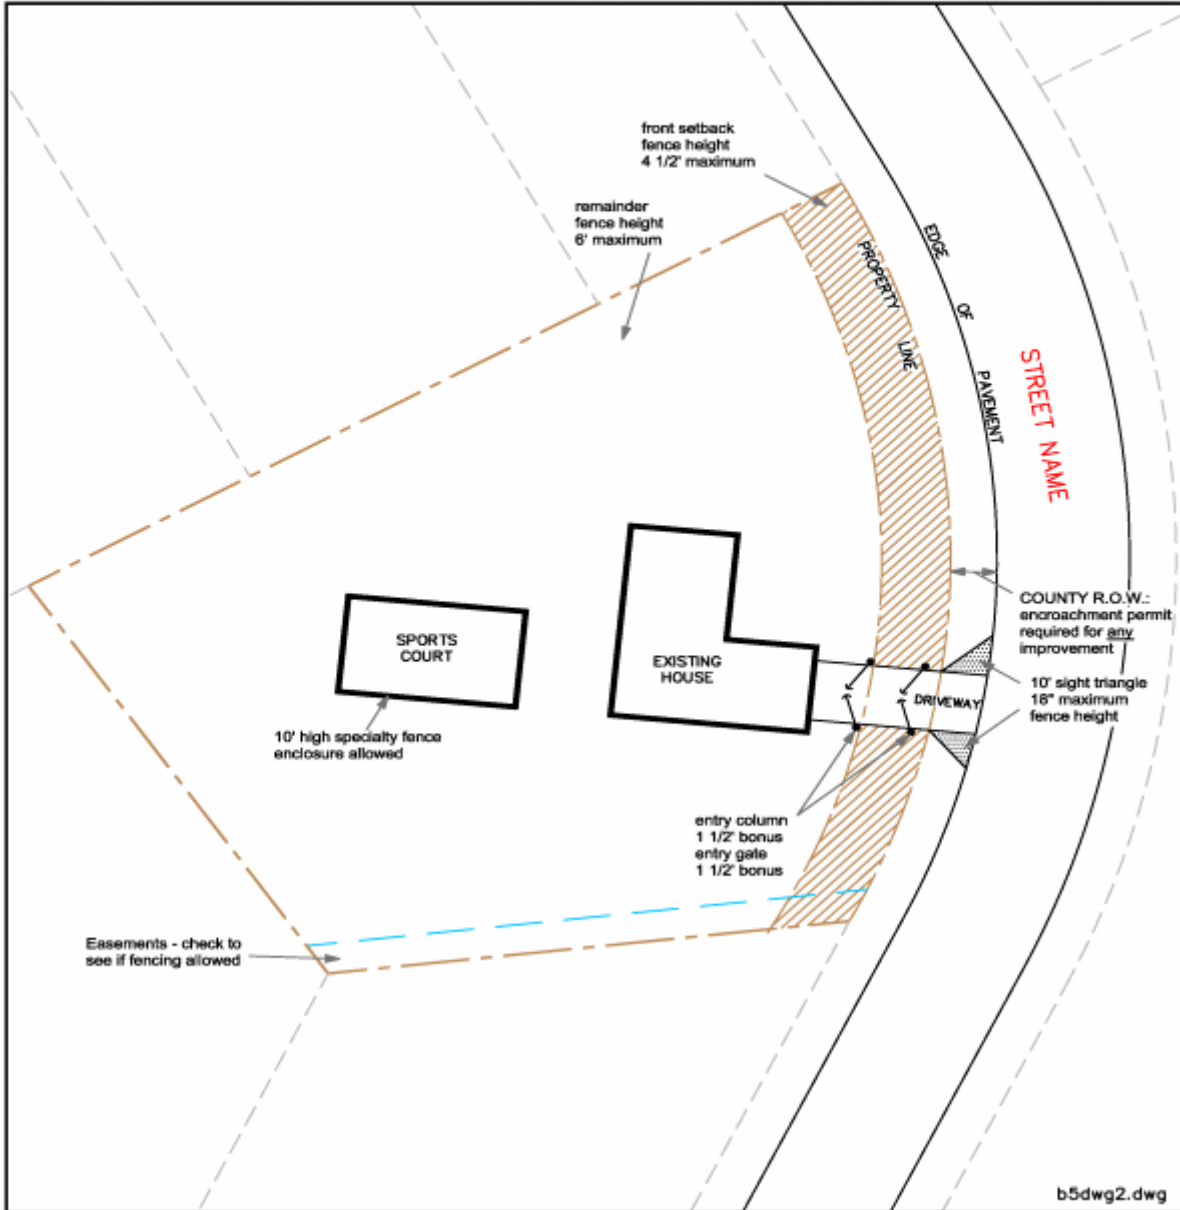 front setback
fence height
4 1/2' maximum
remainder
fence height
6' maximum
EDGE OF PAVEMENT
PROPERTY LINE
STREET NAME
COUNTY R.O.W.:
encroachment permit
required for any
improvement
SPORTS
COURT
EXISTING
HOUSE
DRIVEWAY
10' sight triangle
18" maximum
fence height
10' high specialty fence
enclosure allowed
entry column
1 1/2' bonus
entry gate
1 1/2' bonus
Easements - check to
see if fencing allowed
b5dwg2.dwg